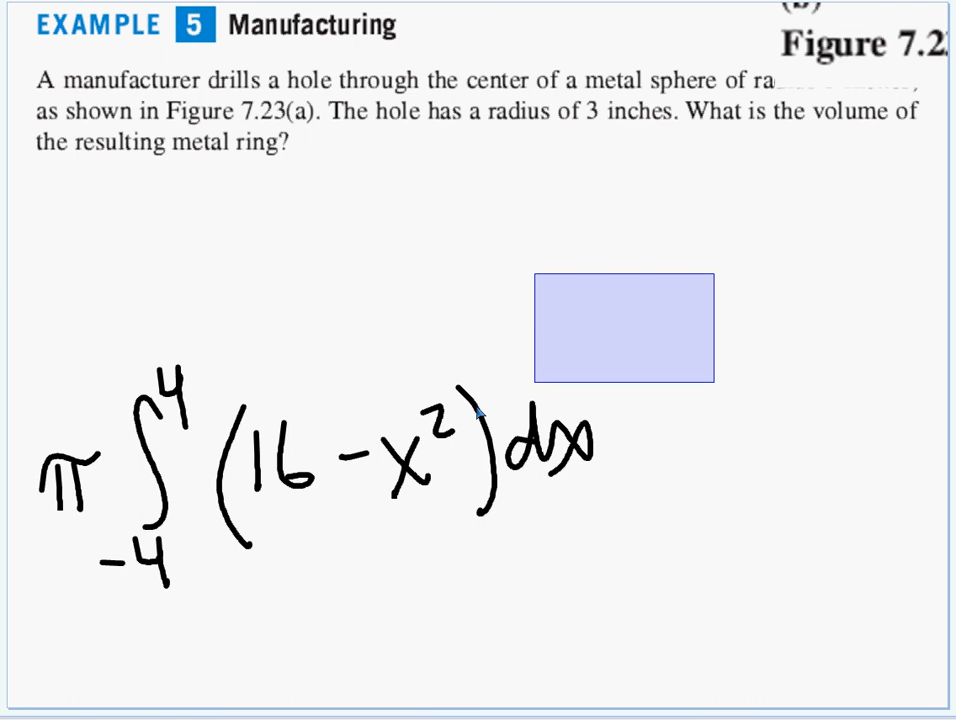 EXAMPLE 5 Manufacturing
(b)
Figure 7.2
A manufacturer drills a hole through the center of a metal sphere of
as shown in Figure 7.23(a). The hole has a radius of 3 inches. What is the volume of
the resulting metal ring?
π ∫_{-4}^{4} (16 - x²) dx